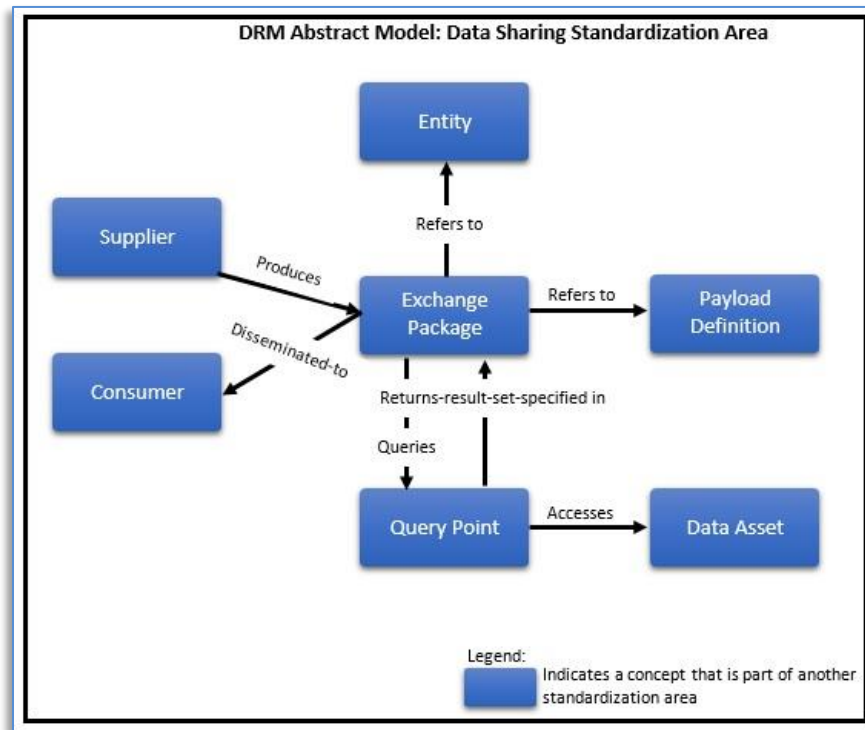 DRM Abstract Model: Data Sharing Standardization Area
Entity
Refers to
Supplier
Produces
Exchange
Package
Refers to
Payload
Definition
Disseminated-to
Consumer
Returns-result-set-specified in
Queries
Query Point
Accesses
Data Asset
Legend:
Indicates a concept that is part of another
standardization area